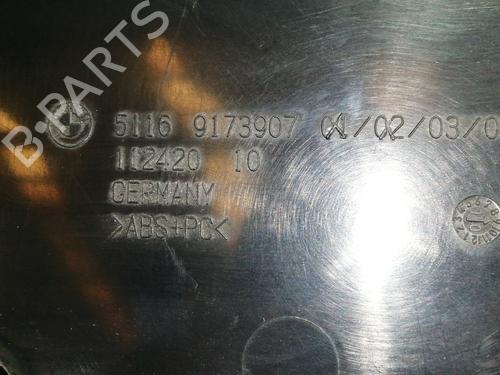 B-PARTS
5116 9173907 01/02/03/0
112420 10
GERMANY
>ABS+PC<